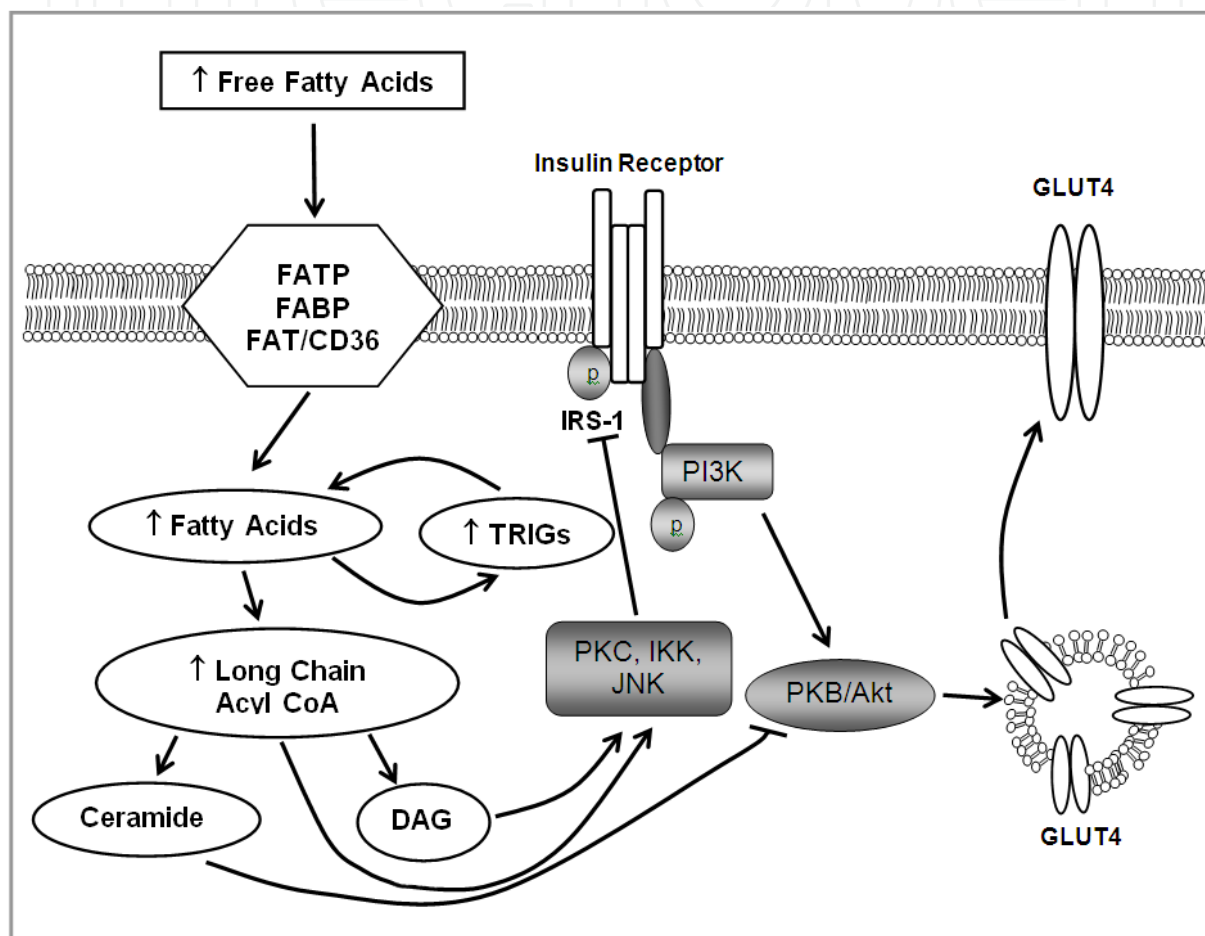 ↑ Free Fatty Acids
Insulin Receptor
GLUT4
FATP
FABP
FAT/CD36
p
IRS-1
PI3K
p
↑ Fatty Acids
↑ TRIGs
↑ Long Chain
Acyl CoA
PKC, IKK,
JNK
PKB/Akt
Ceramide
DAG
GLUT4